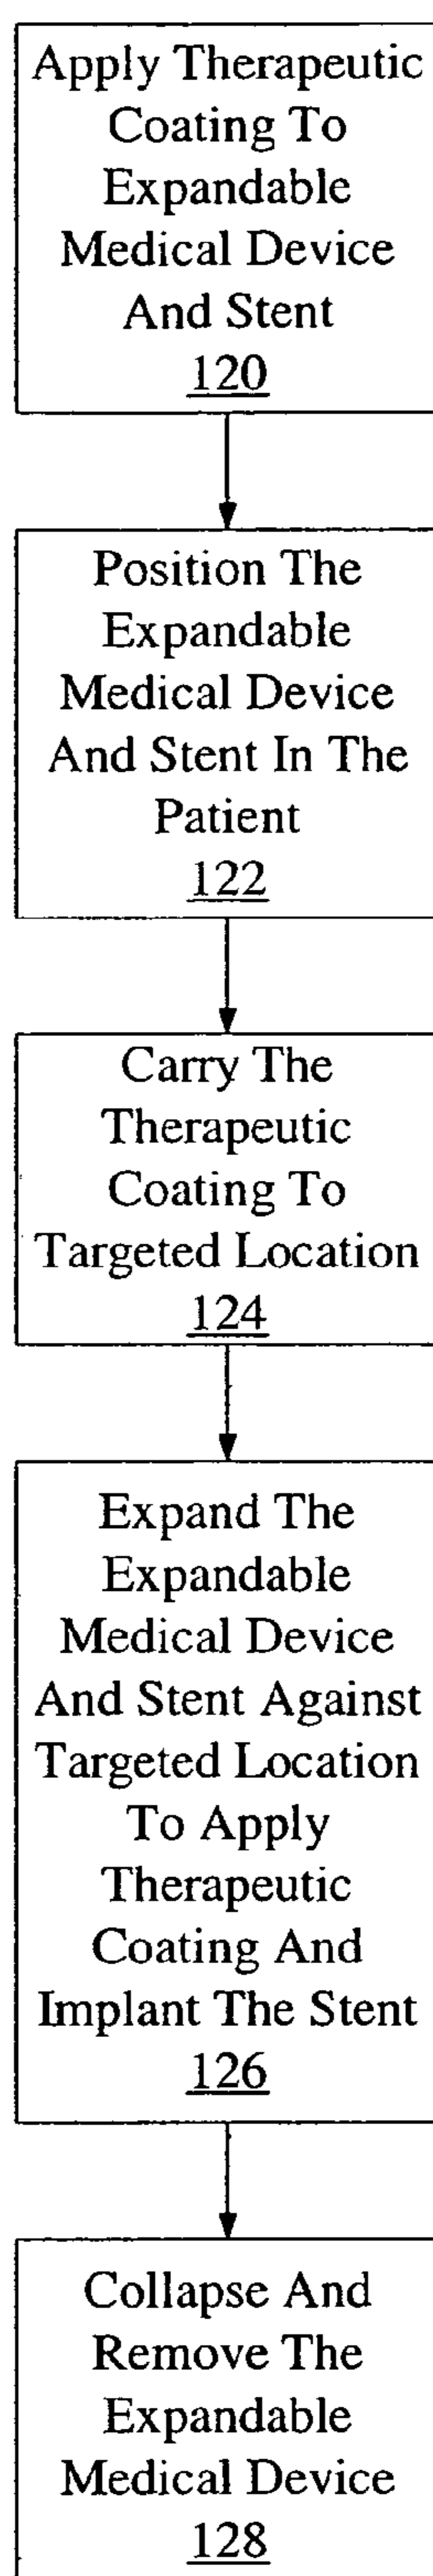 Apply Therapeutic
Coating To
Expandable
Medical Device
And Stent
120
Position The
Expandable
Medical Device
And Stent In The
Patient
122
Carry The
Therapeutic
Coating To
Targeted Location
124
Expand The
Expandable
Medical Device
And Stent Against
Targeted Location
To Apply
Therapeutic
Coating And
Implant The Stent
126
Collapse And
Remove The
Expandable
Medical Device
128